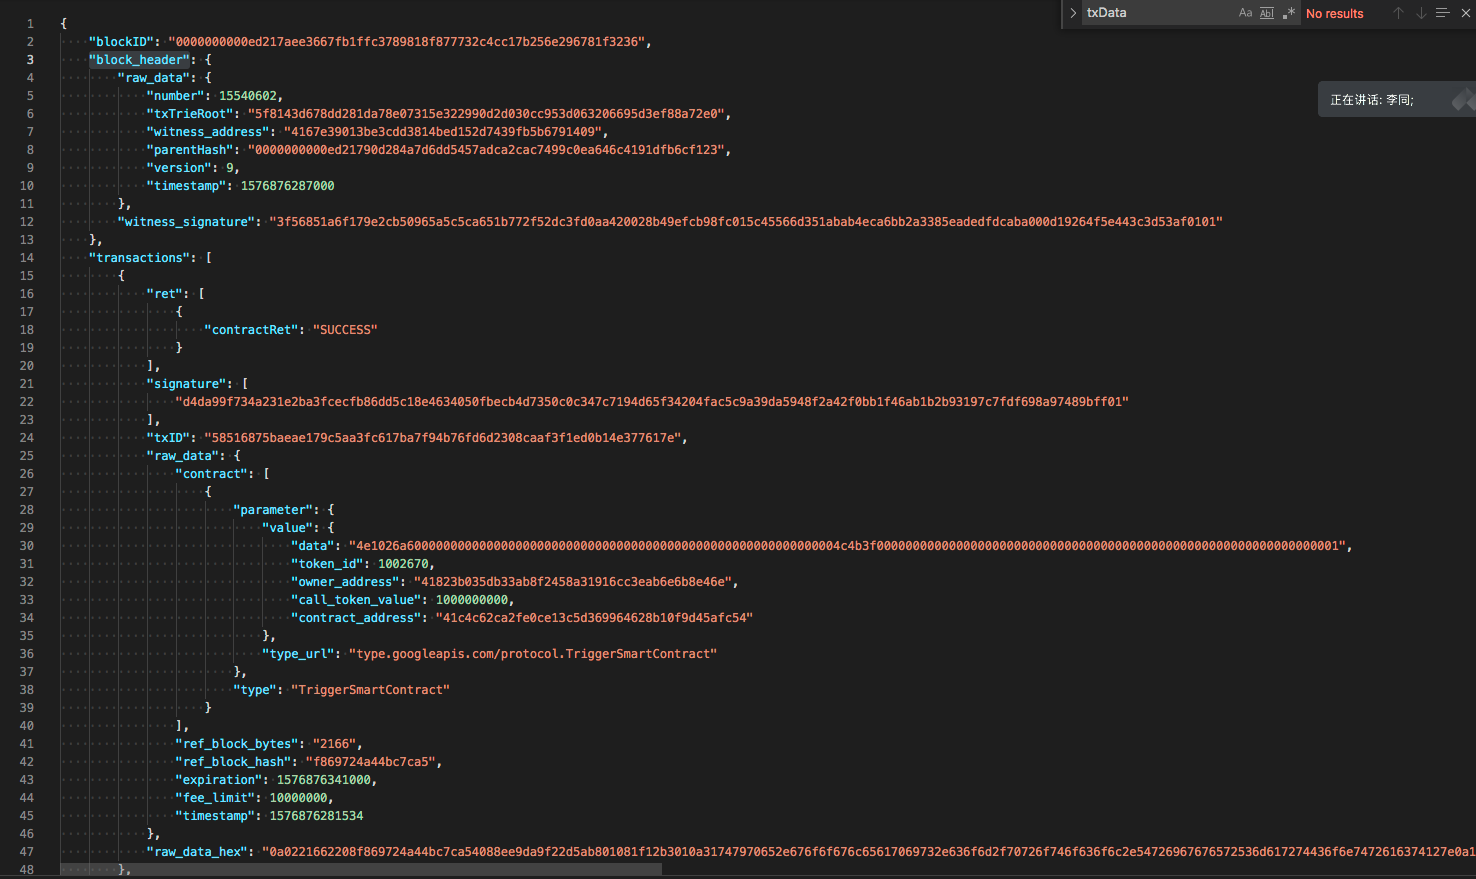 txData
Aa
Abl
.*
No results
正在讲话: 李同;
1 {
2 "blockID": "0000000000ed217aee3667fb1ffc3789818f877732c4cc17b256e296781f3236",
3 "block_header": {
4 "raw_data": {
5 "number": 15540602,
6 "txTrieRoot": "5f8143d678dd281da78e07315e322990d2d030cc953d063206695d3ef88a72e0",
7 "witness_address": "4167e39013be3cdd3814bed152d7439fb5b6791409",
8 "parentHash": "0000000000ed21790d284a7d6dd5457adca2cac7499c0ea646c4191dfb6cf123",
9 "version": 9,
10 "timestamp": 1576876287000
11 },
12 "witness_signature": "3f56851a6f179e2cb50965a5c5ca651b772f52dc3fd0aa420028b49efcb98fc015c45566d351abab4eca6bb2a3385eadedfdcaba000d19264f5e443c3d53af0101"
13 },
14 "transactions": [
15 {
16 "ret": [
17 {
18 "contractRet": "SUCCESS"
19 }
20 ],
21 "signature": [
22 "d4da99f734a231e2ba3fcecfb86dd5c18e4634050fbecb4d7350c0c347c7194d65f34204fac5c9a39da5948f2a42f0bb1f46ab1b2b93197c7fdf698a97489bff01"
23 ],
24 "txID": "58516875baeae179c5aa3fc617ba7f94b76fd6d2308caaf3f1ed0b14e377617e",
25 "raw_data": {
26 "contract": [
27 {
28 "parameter": {
29 "value": {
30 "data": "4e1026a600000000000000000000000000000000000000000000000000000000004c4b3f0000000000000000000000000000000000000000000000000000000000000001",
31 "token_id": 1002670,
32 "owner_address": "41823b035db33ab8f2458a31916cc3eab6e6b8e46e",
33 "call_token_value": 1000000000,
34 "contract_address": "41c4c62ca2fe0ce13c5d369964628b10f9d45afc54"
35 },
36 "type_url": "type.googleapis.com/protocol.TriggerSmartContract"
37 },
38 "type": "TriggerSmartContract"
39 }
40 ],
41 "ref_block_bytes": "2166",
42 "ref_block_hash": "f869724a44bc7ca5",
43 "expiration": 1576876341000,
44 "fee_limit": 10000000,
45 "timestamp": 1576876281534
46 },
47 "raw_data_hex": "0a0221662208f869724a44bc7ca54088ee9da9f22d5ab801081f12b3010a31747970652e676f6f676c65617069732e636f6d2f70726f746f636f6c2e54726967676572536d617274436f6e7472616374127e0a1
48 },